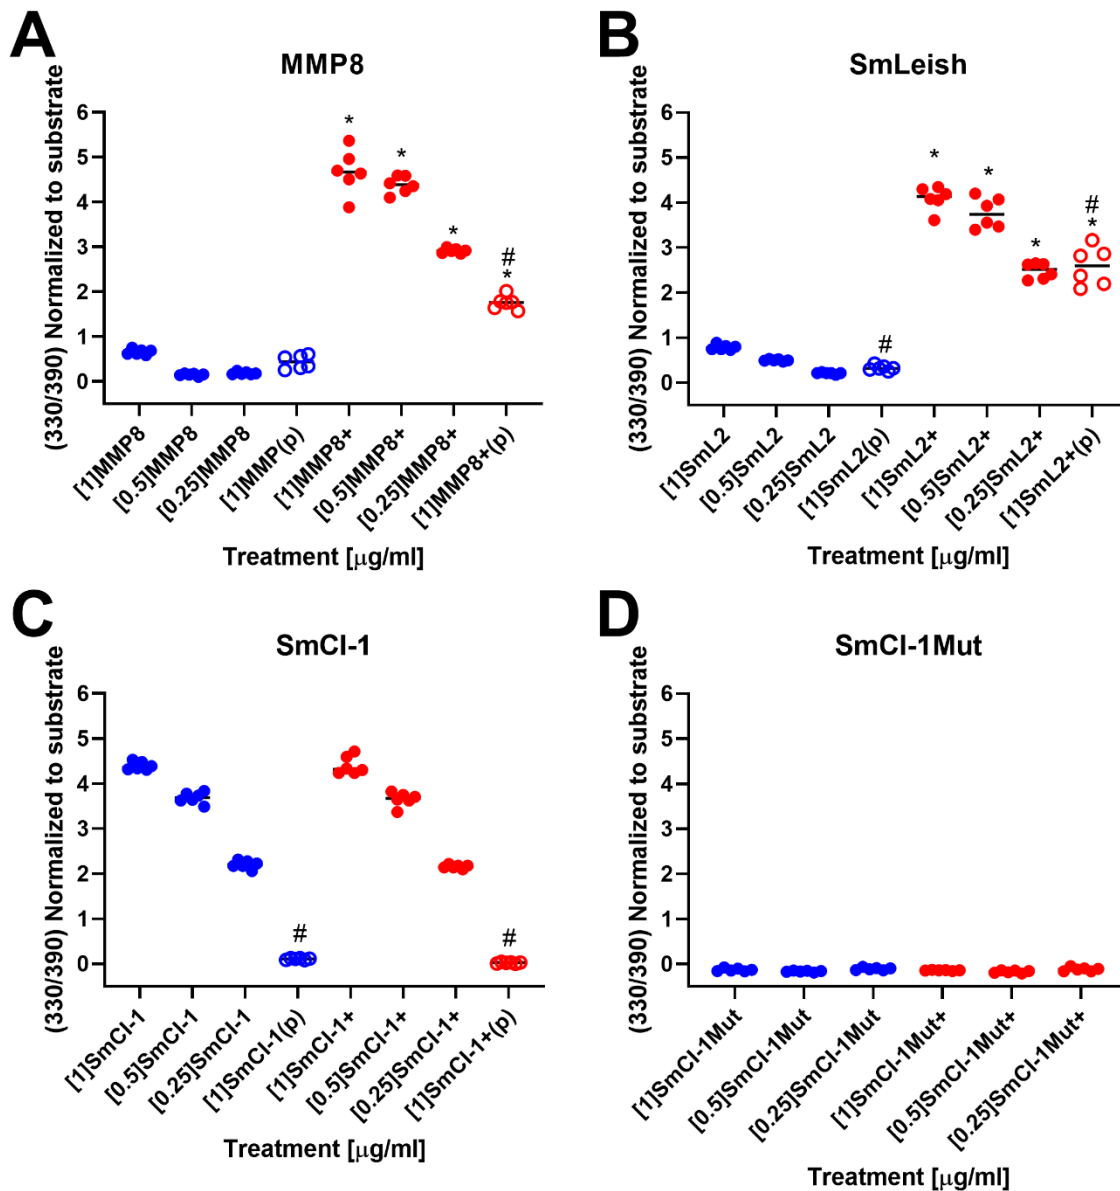 A
MMP8
(330/390) Normalized to substrate
6
5
4
3
2
1
0
*
*
*
#
*
[1]MMP8
[0.5]MMP8
[0.25]MMP8
[1]MMP(p)
[1]MMP8+
[0.5]MMP8+
[0.25]MMP8+
[1]MMP8+(p)
Treatment [μg/ml]
B
SmLeish
(330/390) Normalized to substrate
6
5
4
3
2
1
0
#
*
*
*
#
*
[1]SmL2
[0.5]SmL2
[0.25]SmL2
[1]SmL2(p)
[1]SmL2+
[0.5]SmL2+
[0.25]SmL2+
[1]SmL2+(p)
Treatment [μg/ml]
C
SmCI-1
(330/390) Normalized to substrate
6
5
4
3
2
1
0
#
#
[1]SmCI-1
[0.5]SmCI-1
[0.25]SmCI-1
[1]SmCI-1(p)
[1]SmCI-1+
[0.5]SmCI-1+
[0.25]SmCI-1+
[1]SmCI-1+(p)
Treatment [μg/ml]
D
SmCI-1Mut
(330/390) Normalized to substrate
6
5
4
3
2
1
0
[1]SmCI-1Mut
[0.5]SmCI-1Mut
[0.25]SmCI-1Mut
[1]SmCI-1Mut+
[0.5]SmCI-1Mut+
[0.25]SmCI-1Mut+
Treatment [μg/ml]